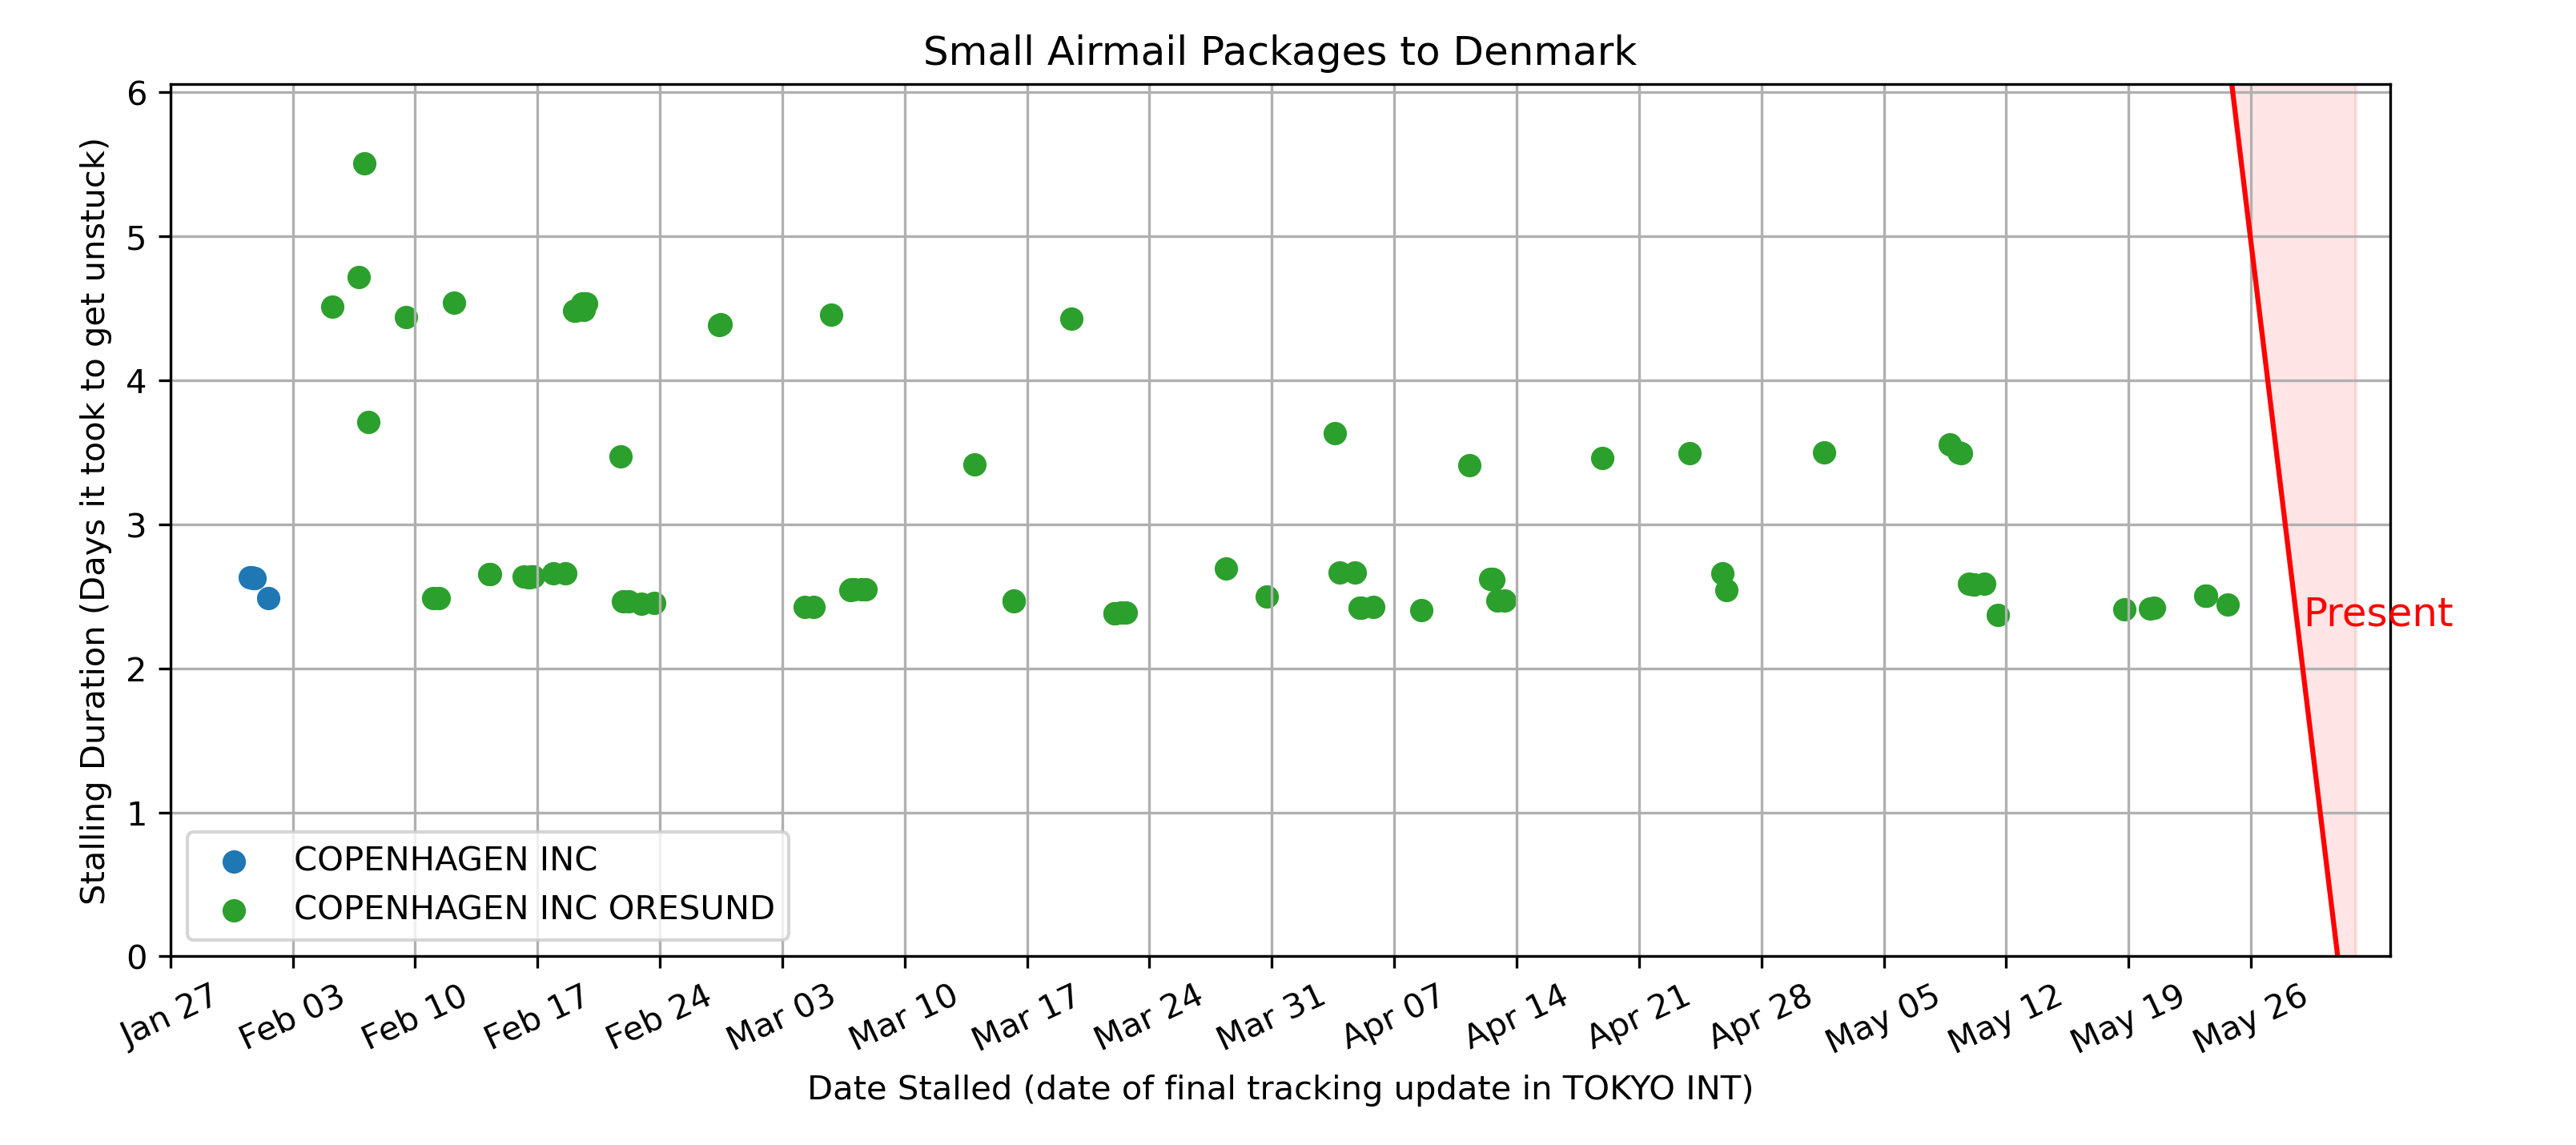 Small Airmail Packages to Denmark
Stalling Duration (Days it took to get unstuck)
6
5
4
3
2
1
0
Present
COPENHAGEN INC
COPENHAGEN INC ORESUND
Jan 27
Feb 03
Feb 10
Feb 17
Feb 24
Mar 03
Mar 10
Mar 17
Mar 24
Mar 31
Apr 07
Apr 14
Apr 21
Apr 28
May 05
May 12
May 19
May 26
Date Stalled (date of final tracking update in TOKYO INT)